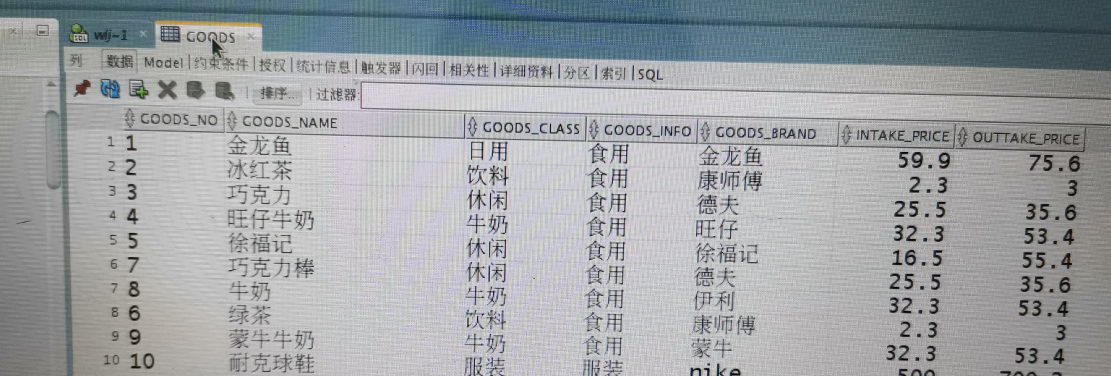 wlj-1 × GOODS ×
列 数据 Model 约束条件 授权 统计信息 触发器 闪回 相关性 详细资料 分区 索引 SQL
排序.. 过滤器:
GOODS_NO GOODS_NAME GOODS_CLASS GOODS_INFO GOODS_BRAND INTAKE_PRICE OUTTAKE_PRICE
1 1 金龙鱼 日用 食用 金龙鱼 59.9 75.6
2 2 冰红茶 饮料 食用 康师傅 2.3 3
3 3 巧克力 休闲 食用 德夫 25.5 35.6
4 4 旺仔牛奶 牛奶 食用 旺仔 32.3 53.4
5 5 徐福记 休闲 食用 徐福记 16.5 55.4
6 7 巧克力棒 休闲 食用 德夫 25.5 35.6
7 8 牛奶 牛奶 食用 伊利 32.3 53.4
8 6 绿茶 饮料 食用 康师傅 2.3 3
9 9 蒙牛牛奶 牛奶 食用 蒙牛 32.3 53.4
10 10 耐克球鞋 服装 服装 nike